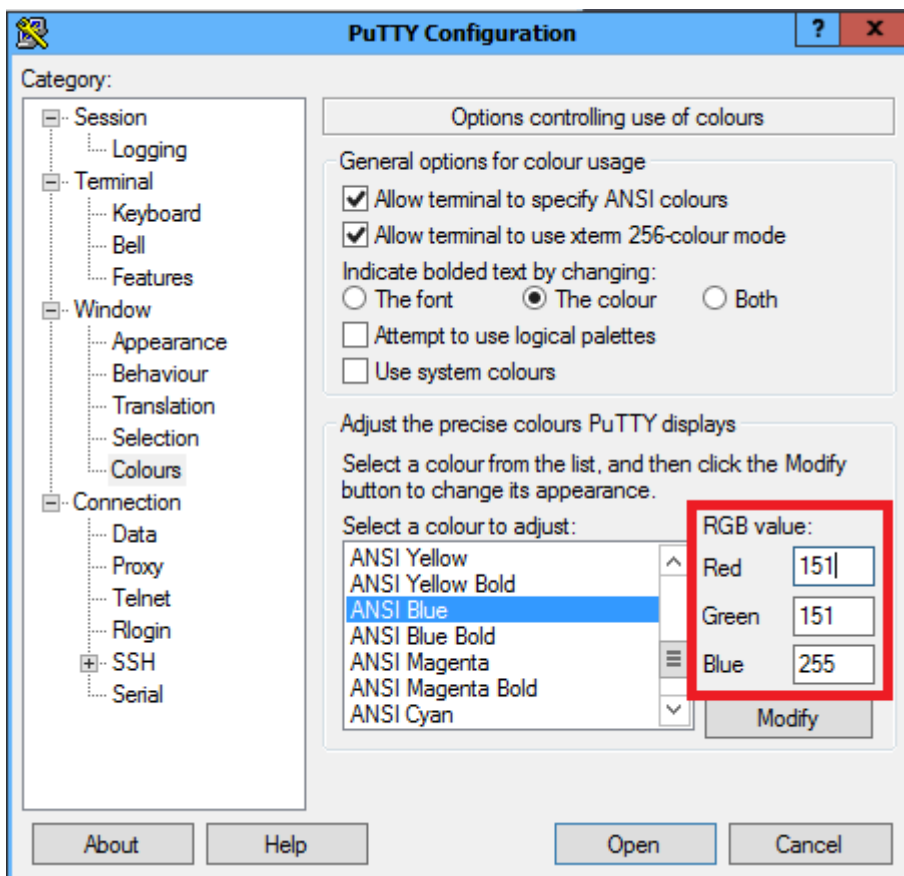 PuTTY Configuration
?
x
Category:
Session
Logging
Terminal
Keyboard
Bell
Features
Window
Appearance
Behaviour
Translation
Selection
Colours
Connection
Data
Proxy
Telnet
Rlogin
SSH
Serial
Options controlling use of colours
General options for colour usage
Allow terminal to specify ANSI colours
Allow terminal to use xterm 256-colour mode
Indicate bolded text by changing:
The font The colour Both
Attempt to use logical palettes
Use system colours
Adjust the precise colours PuTTY displays
Select a colour from the list, and then click the Modify
button to change its appearance.
Select a colour to adjust:
ANSI Yellow
ANSI Yellow Bold
ANSI Blue
ANSI Blue Bold
ANSI Magenta
ANSI Magenta Bold
ANSI Cyan
RGB value:
Red 151
Green 151
Blue 255
Modify
About Help Open Cancel